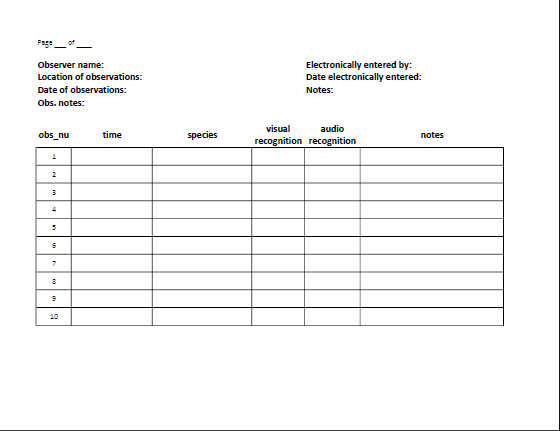 Page ___ of ____
Observer name: Electronically entered by:
Location of observations: Date electronically entered:
Date of observations: Notes:
Obs. notes:
obs_nu time species visual recognition audio recognition notes
1
2
3
4
5
6
7
8
9
10